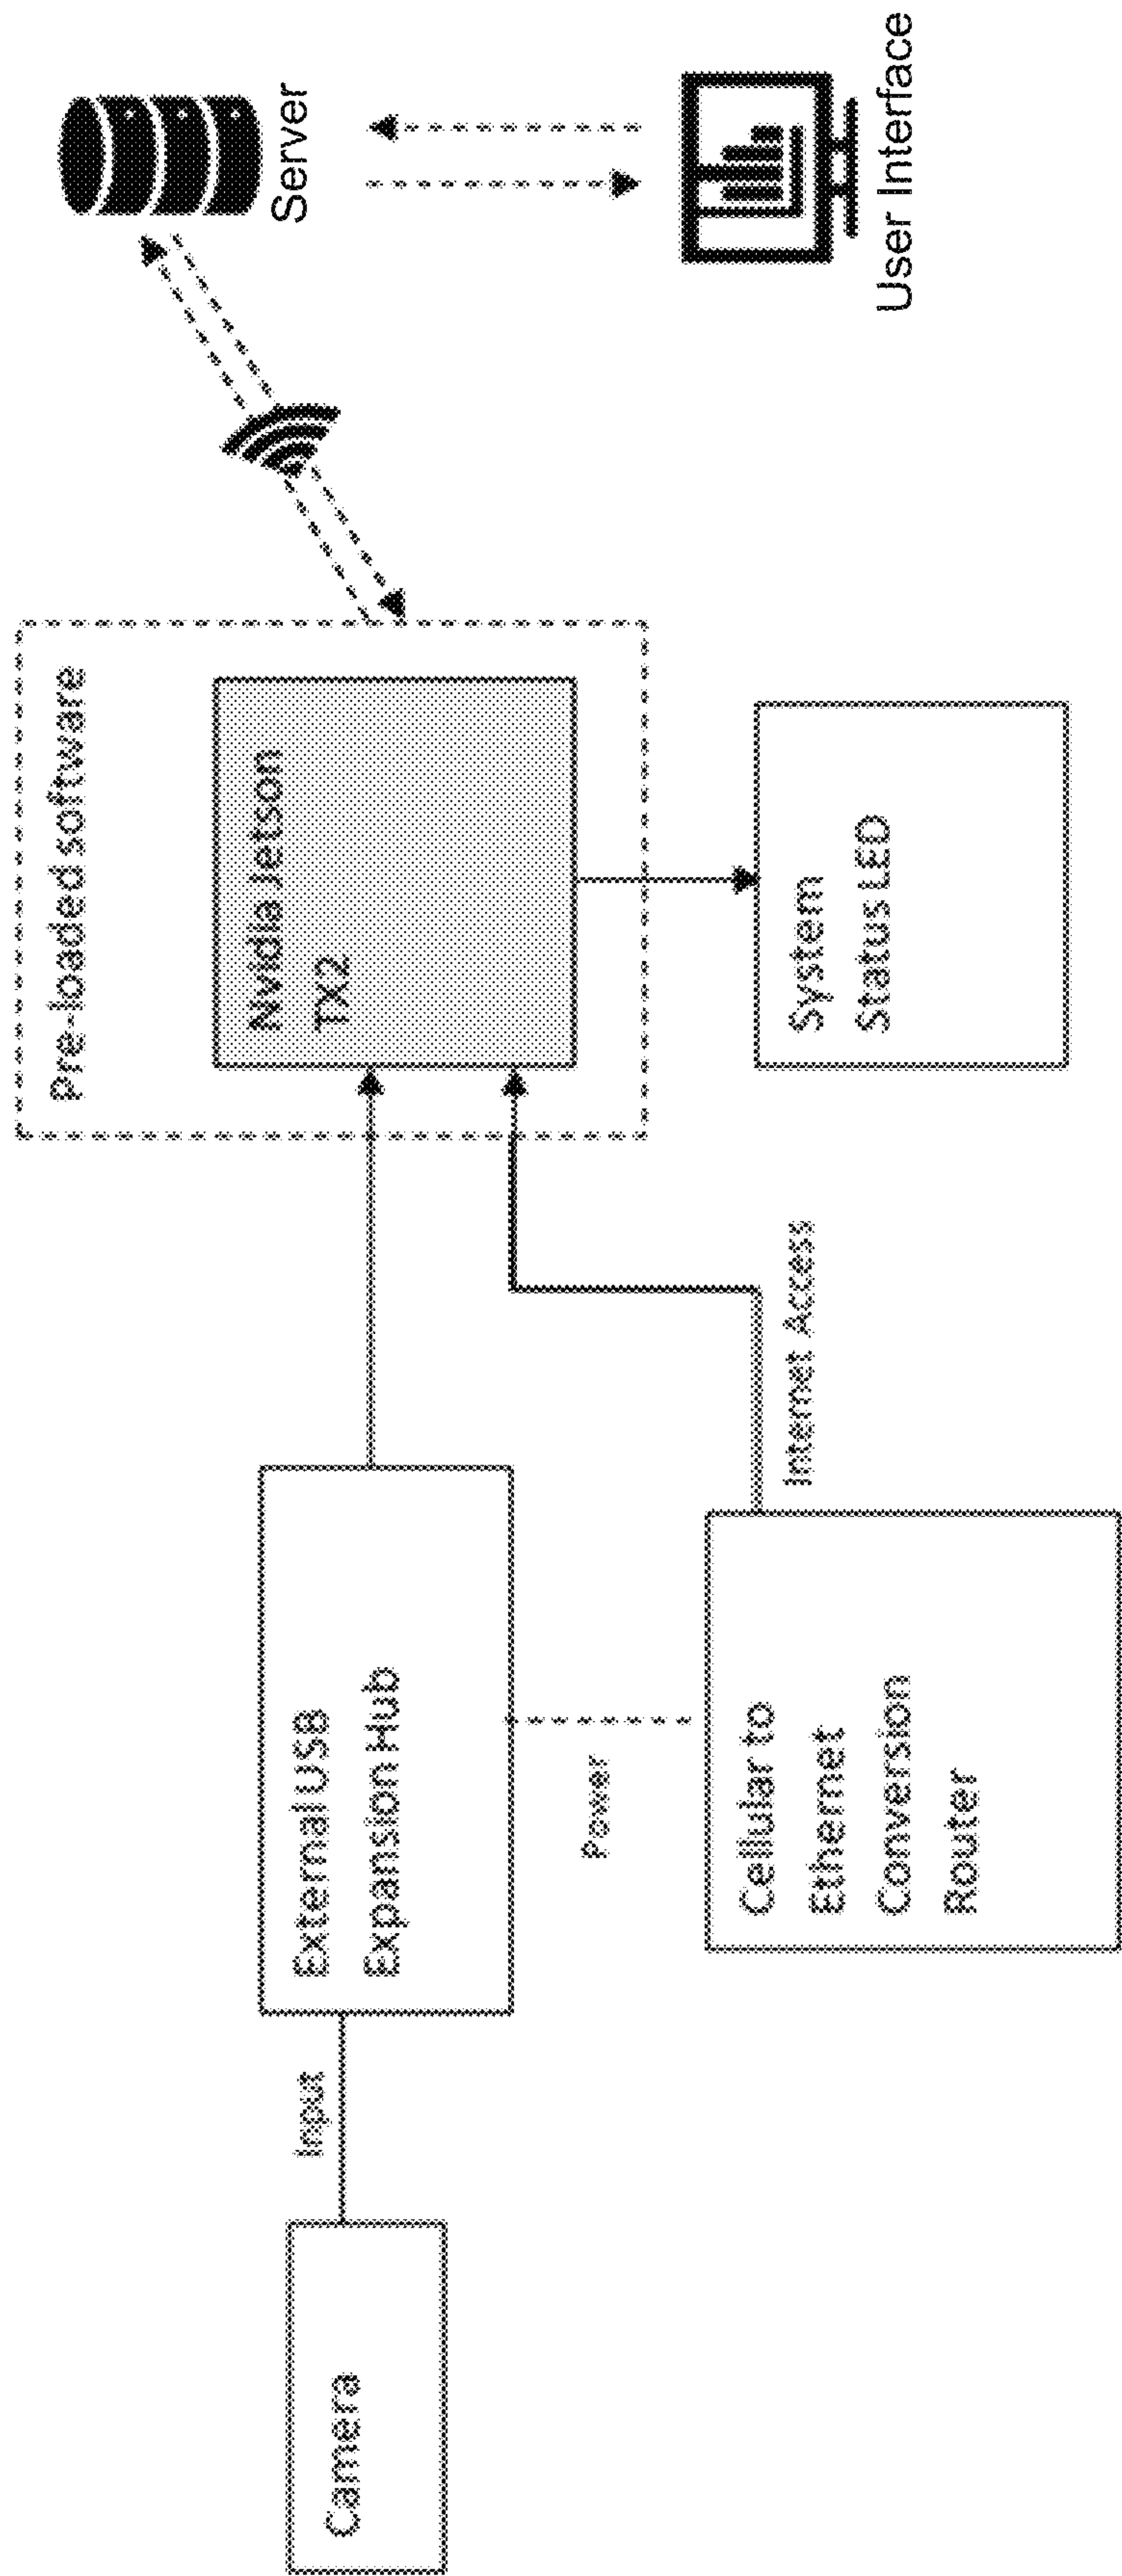 Camera
Input
External USB
Expansion Hub
Power
Cellular to
Ethernet
Conversion
Router
Internet Access
Pre-loaded software
Nvidia Jetson
TX2
System
Status LED
Server
User Interface